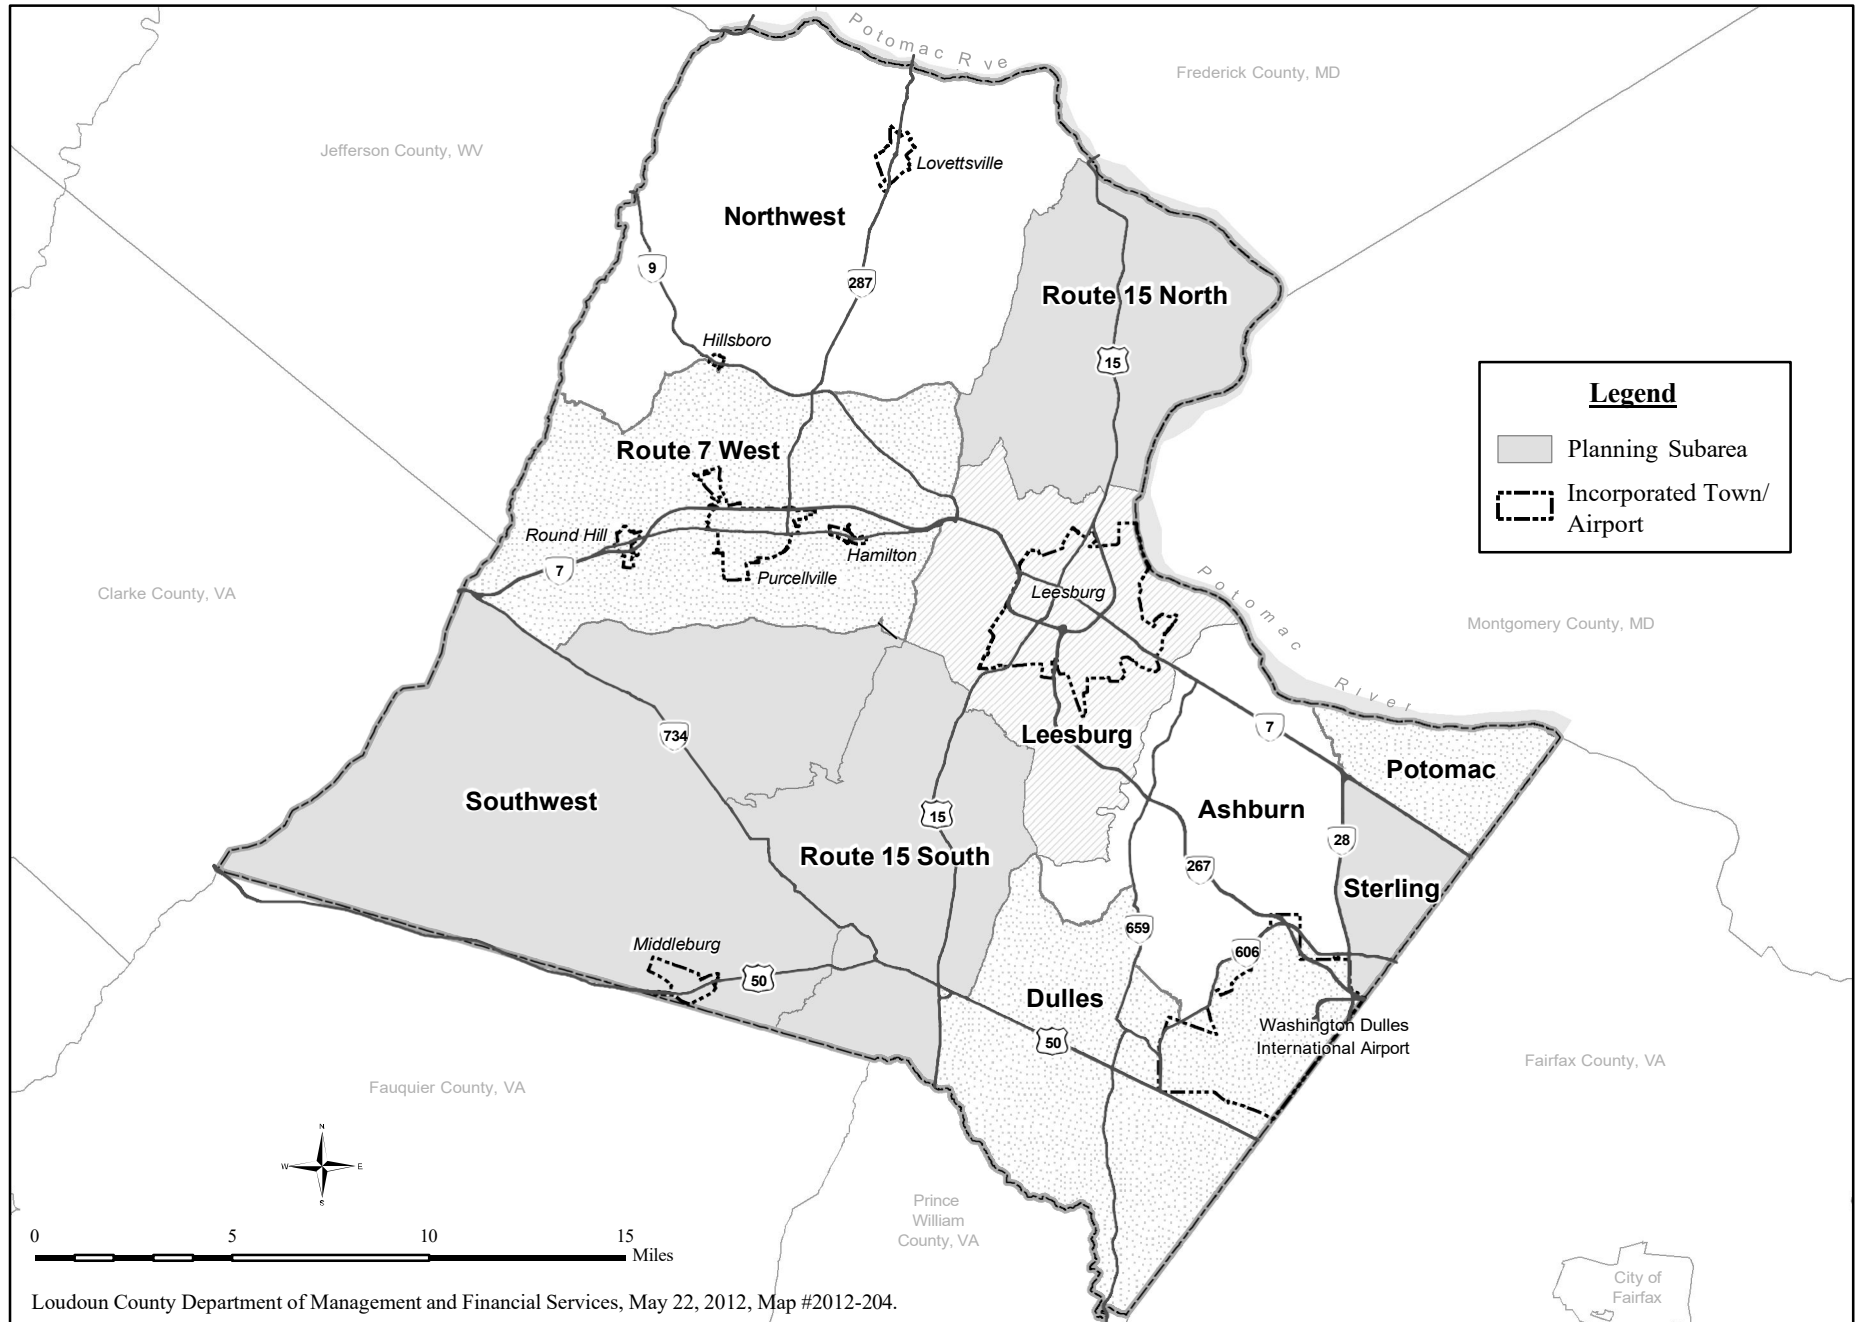 Potomac R ve
Frederick County, MD
Jefferson County, WV
Lovettsville
Northwest
9
287
Route 15 North
Hillsboro
15
Legend
Planning Subarea
Incorporated Town/
Airport
Route 7 West
Round Hill
Hamilton
7
Purcellville
Leesburg
Potomac
Clarke County, VA
Montgomery County, MD
River
734
7
Leesburg
Potomac
Southwest
Ashburn
15
28
Route 15 South
267
Sterling
659
Middleburg
606
50
Dulles
Washington Dulles
International Airport
50
Fairfax County, VA
Fauquier County, VA
N
W
E
S
Prince
William
County, VA
0
5
10
15
Miles
City of
Fairfax
Loudoun County Department of Management and Financial Services, May 22, 2012, Map #2012-204.